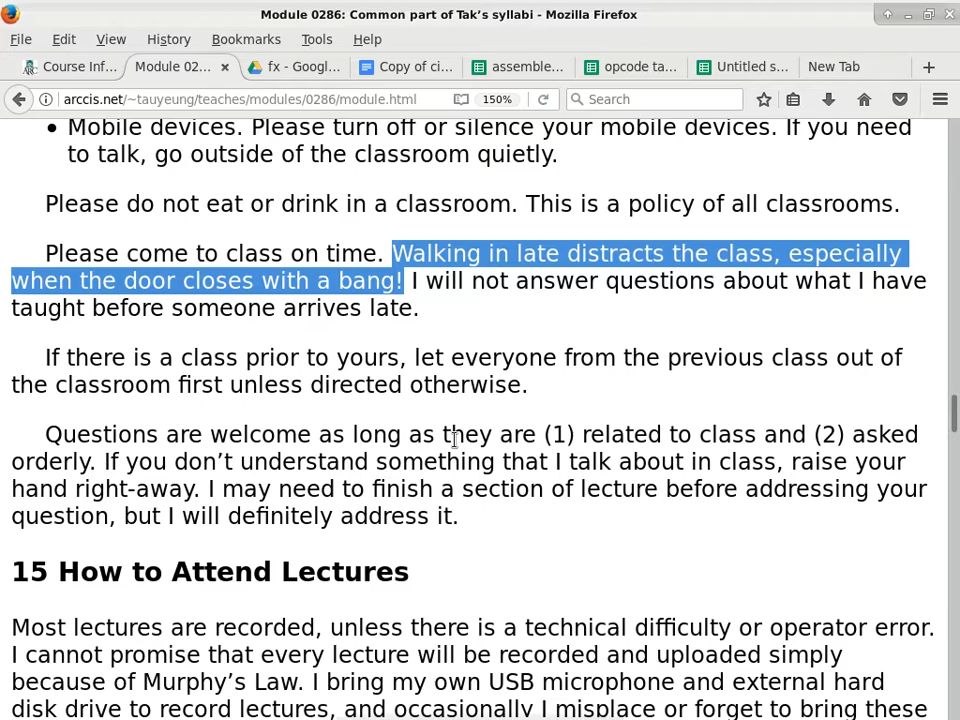 Module 0286: Common part of Tak's syllabi - Mozilla Firefox
File Edit View History Bookmarks Tools Help
Course Inf... Module 02... fx - Googl... Copy of ci... assemble... opcode ta... Untitled s... New Tab
arccis.net/~tauyeung/teaches/modules/0286/module.html 150% Search
• Mobile devices. Please turn off or silence your mobile devices. If you need
to talk, go outside of the classroom quietly.
Please do not eat or drink in a classroom. This is a policy of all classrooms.
Please come to class on time. Walking in late distracts the class, especially
when the door closes with a bang! I will not answer questions about what I have
taught before someone arrives late.
If there is a class prior to yours, let everyone from the previous class out of
the classroom first unless directed otherwise.
Questions are welcome as long as they are (1) related to class and (2) asked
orderly. If you don't understand something that I talk about in class, raise your
hand right-away. I may need to finish a section of lecture before addressing your
question, but I will definitely address it.
15 How to Attend Lectures
Most lectures are recorded, unless there is a technical difficulty or operator error.
I cannot promise that every lecture will be recorded and uploaded simply
because of Murphy's Law. I bring my own USB microphone and external hard
disk drive to record lectures, and occasionally I misplace or forget to bring these